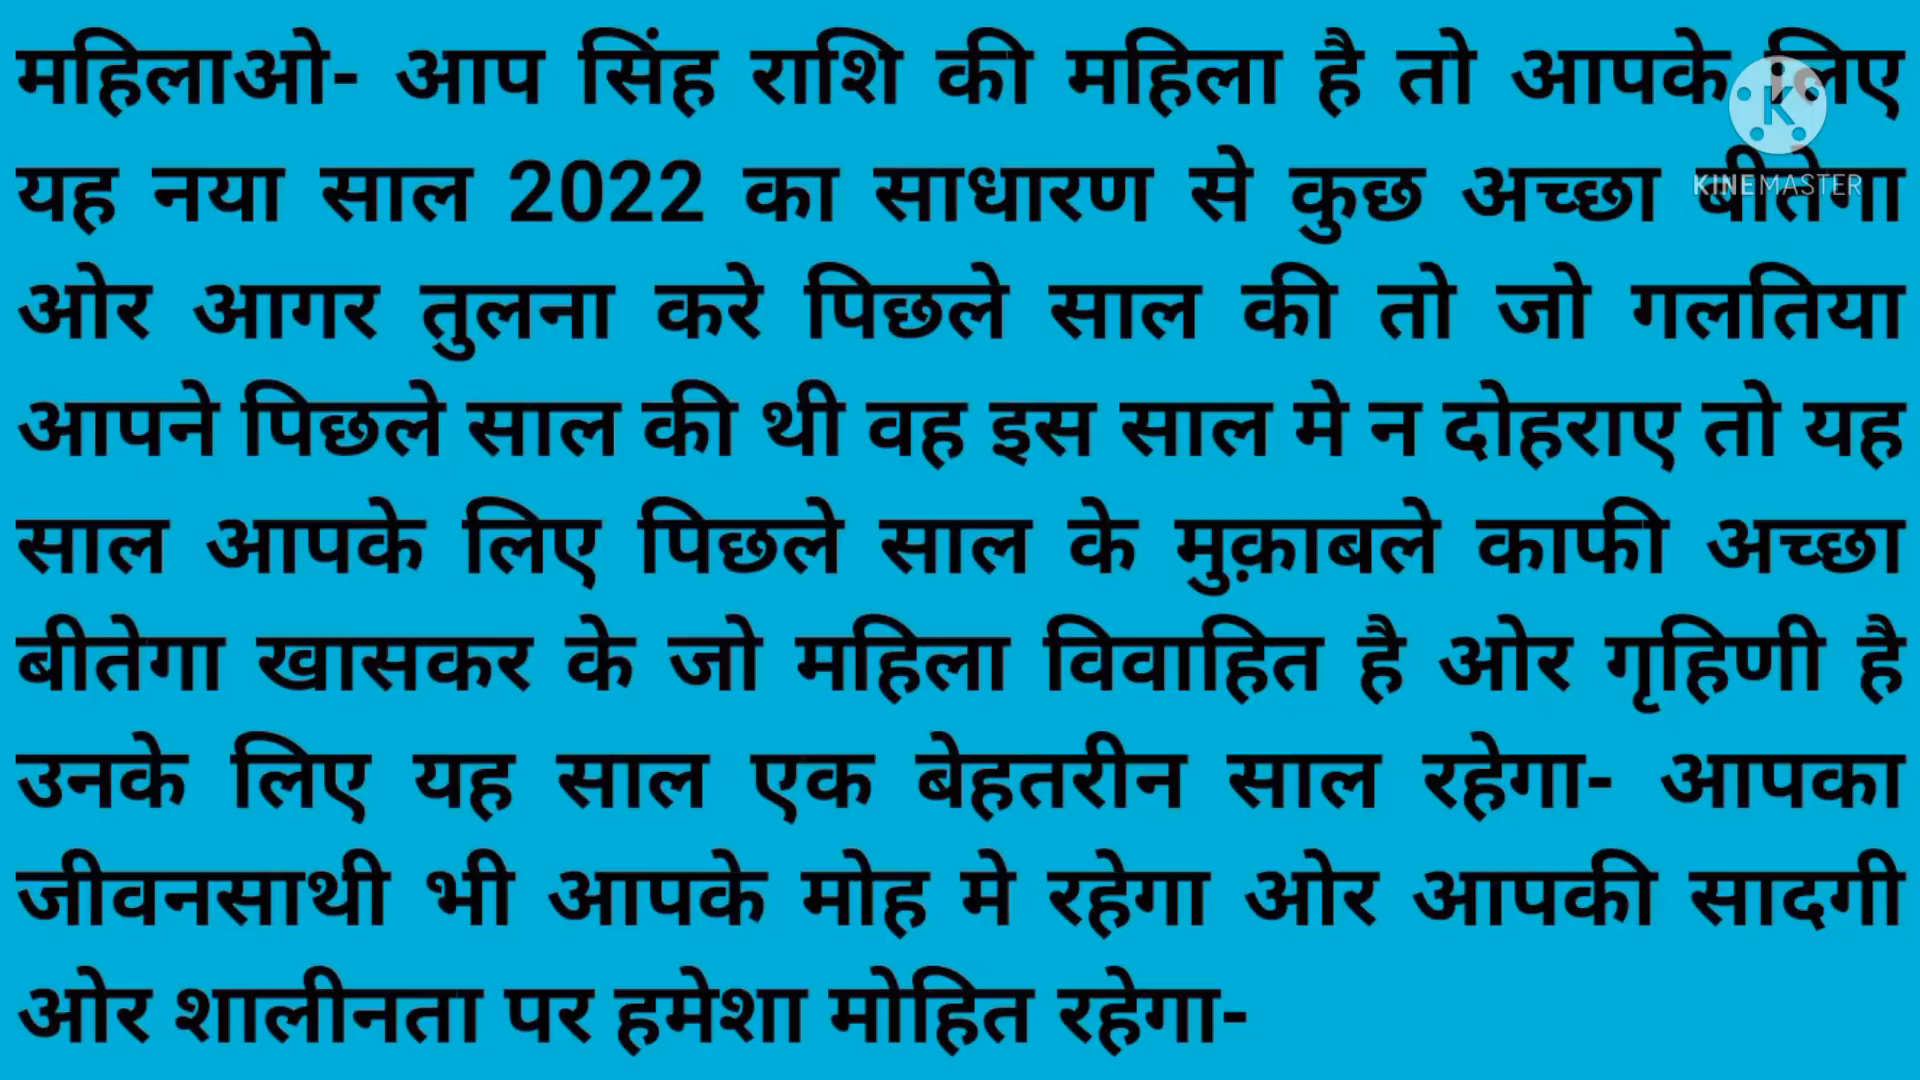 महिलाओ- आप सिंह राशि की महिला है तो आपके लिए
यह नया साल 2022 का साधारण से कुछ अच्छा बीतेगा
KINEMASTER
ओर आगर तुलना करे पिछले साल की तो जो गलतिया
आपने पिछले साल की थी वह इस साल मे न दोहराए तो यह
साल आपके लिए पिछले साल के मुक़ाबले काफी अच्छा
बीतेगा खासकर के जो महिला विवाहित है ओर गृहिणी है
उनके लिए यह साल एक बेहतरीन साल रहेगा- आपका
जीवनसाथी भी आपके मोह मे रहेगा ओर आपकी सादगी
ओर शालीनता पर हमेशा मोहित रहेगा-